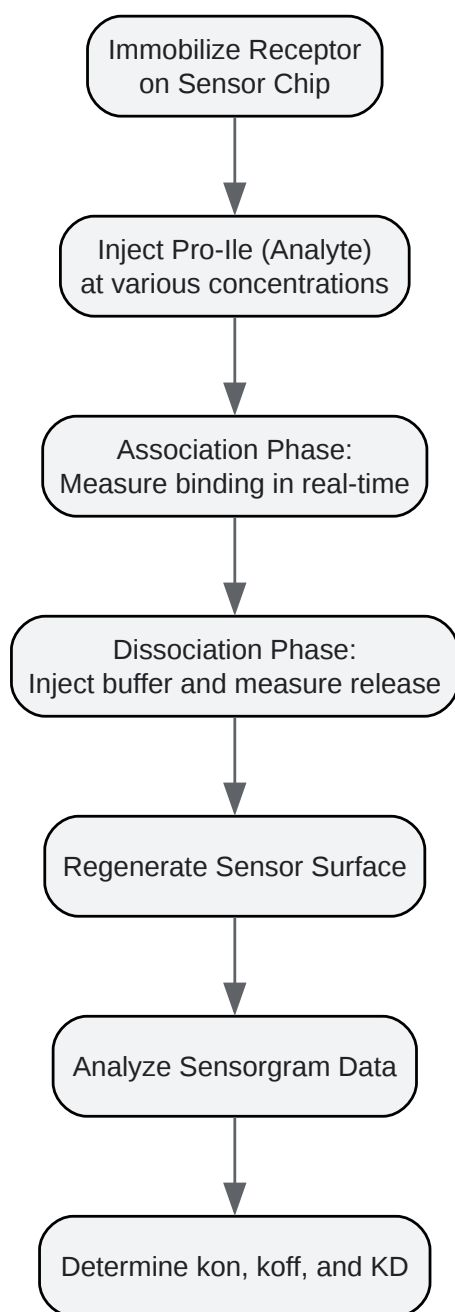 Immobilize Receptor
on Sensor Chip
Inject Pro-Ile (Analyte)
at various concentrations
Association Phase:
Measure binding in real-time
Dissociation Phase:
Inject buffer and measure release
Regenerate Sensor Surface
Analyze Sensorgram Data
Determine kon, koff, and KD